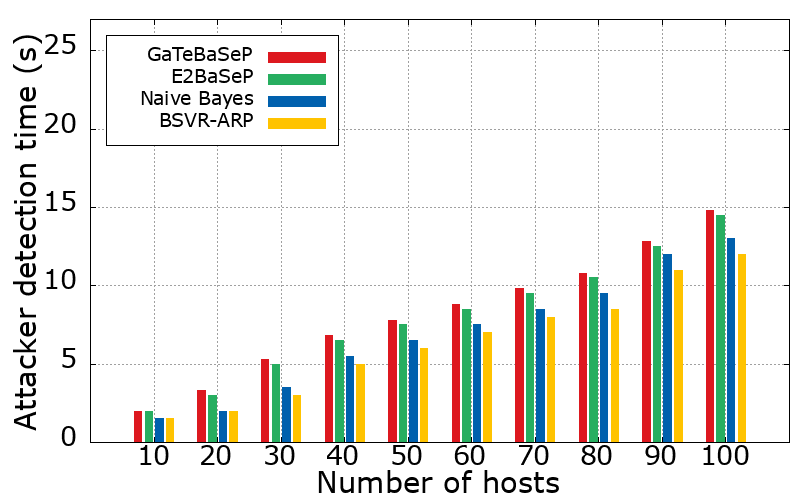 Attacker detection time (s)
25
20
15
10
5
0
GaTeBaSeP
E2BaSeP
Naive Bayes
BSVR-ARP
10 20 30 40 50 60 70 80 90 100
Number of hosts